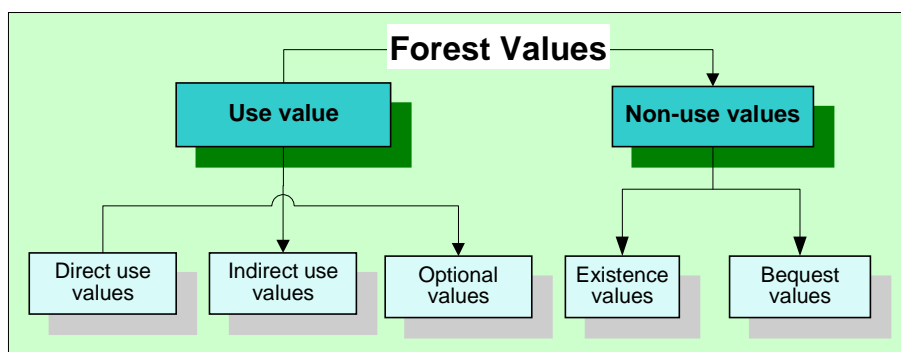 Forest Values
Use value
Non-use values
Direct use
values
Indirect use
values
Optional
values
Existence
values
Bequest
values